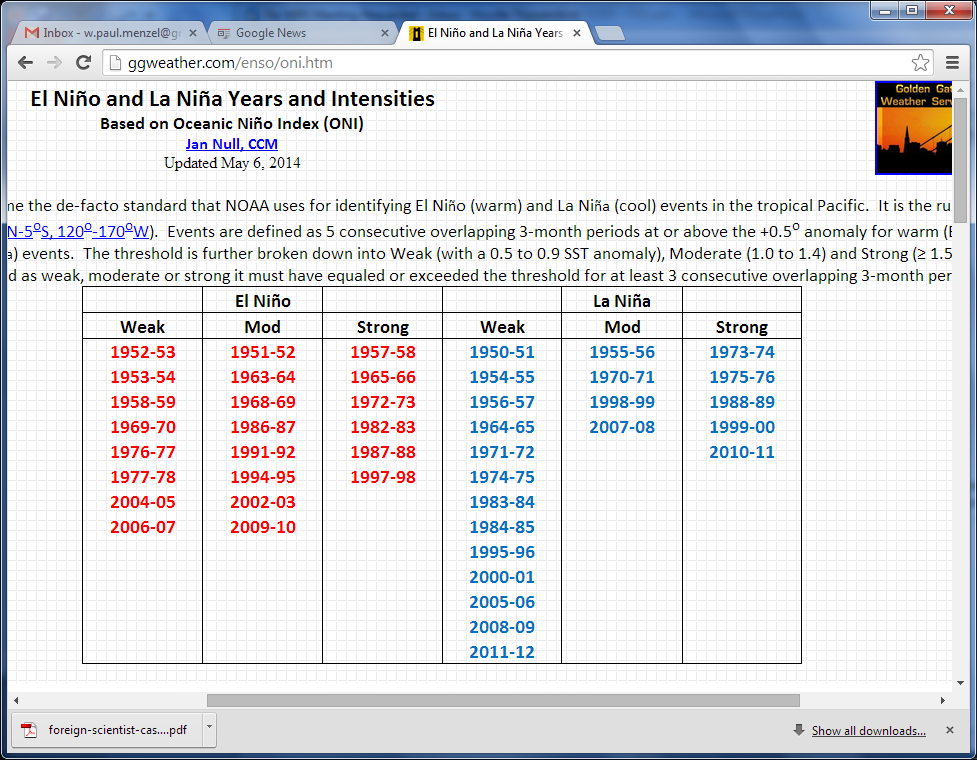 Inbox - w.paul.menzel@g
Google News
El Niño and La Niña Years
ggweather.com/enso/oni.htm
El Niño and La Niña Years and Intensities
Based on Oceanic Niño Index (ONI)
Jan Null, CCM
Updated May 6, 2014
Golden Gat
Weather Serv
me the de-facto standard that NOAA uses for identifying El Niño (warm) and La Niña (cool) events in the tropical Pacific. It is the ru
N-5ºS, 120º-170ºW). Events are defined as 5 consecutive overlapping 3-month periods at or above the +0.5º anomaly for warm (E
a) events. The threshold is further broken down into Weak (with a 0.5 to 0.9 SST anomaly), Moderate (1.0 to 1.4) and Strong (≥ 1.5
d as weak, moderate or strong it must have equaled or exceeded the threshold for at least 3 consecutive overlapping 3-month per
El Niño La Niña
Weak Mod Strong Weak Mod Strong
1952-53 1951-52 1957-58 1950-51 1955-56 1973-74
1953-54 1963-64 1965-66 1954-55 1970-71 1975-76
1958-59 1968-69 1972-73 1956-57 1998-99 1988-89
1969-70 1986-87 1982-83 1964-65 2007-08 1999-00
1976-77 1991-92 1987-88 1971-72 2010-11
1977-78 1994-95 1997-98 1974-75
2004-05 2002-03 1983-84
2006-07 2009-10 1984-85
1995-96
2000-01
2005-06
2008-09
2011-12
foreign-scientist-cas....pdf
Show all downloads...